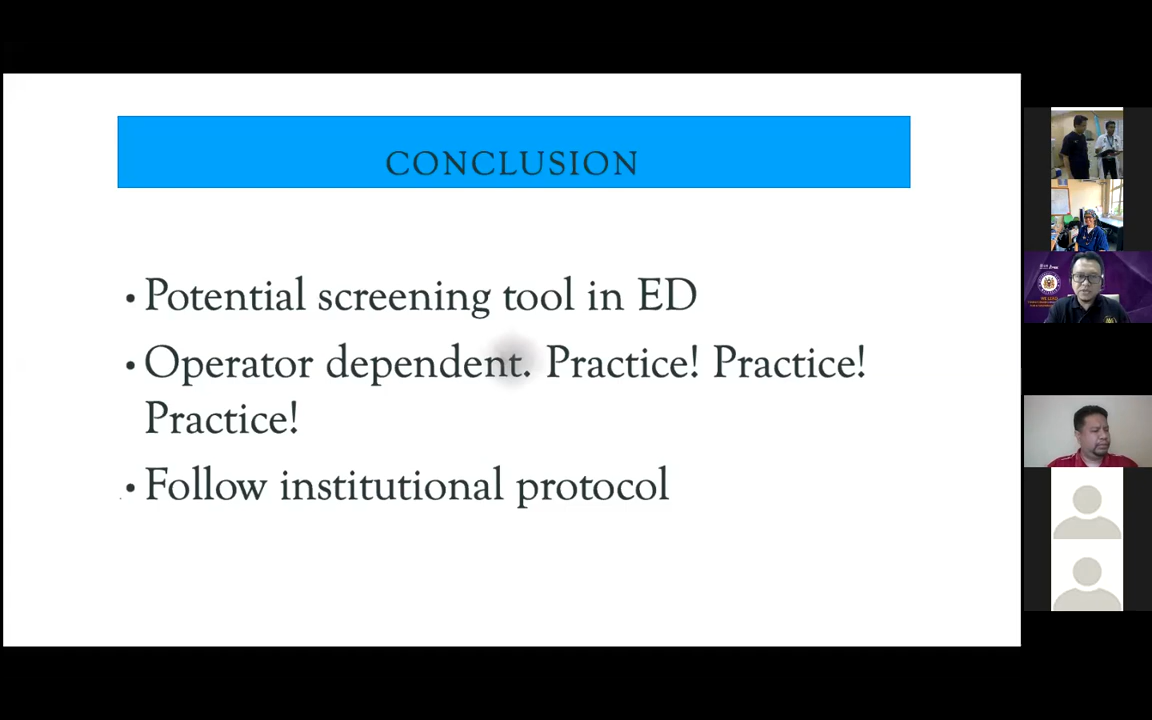 CONCLUSION
• Potential screening tool in ED
• Operator dependent. Practice! Practice!
Practice!
• Follow institutional protocol